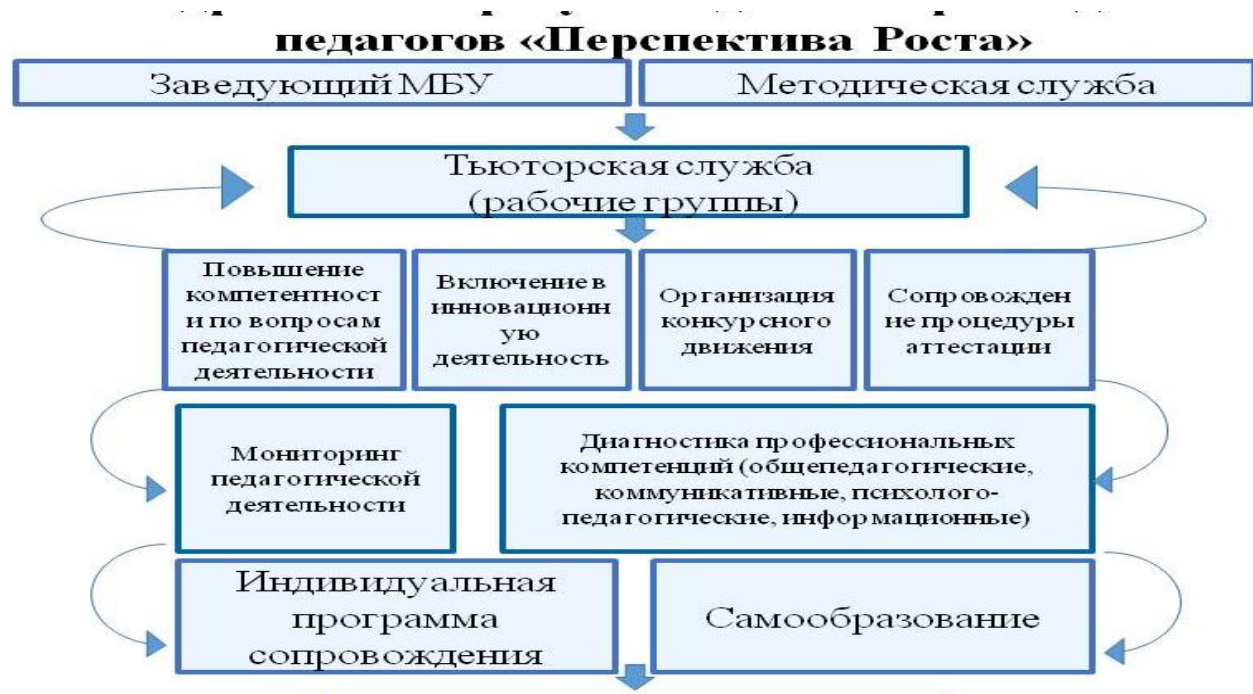 педагогов «Перспектива Роста»
Заведующий МБУ
Методическая служба
Тьюторская служба
(рабочие группы)
Повышение
компетентност
и по вопросам
педагогической
деятельности
Включение в
инновационн
ую
деятельность
Организация
конкурсного
движения
Сопровожден
ие процедуры
аттестации
Мониторинг
педагогической
деятельности
Диагностика профессиональных
компетенций (общепедагогические,
коммуникативные, психолого-
педагогические, информационные)
Индивидуальная
программа
сопровождения
Самообразование